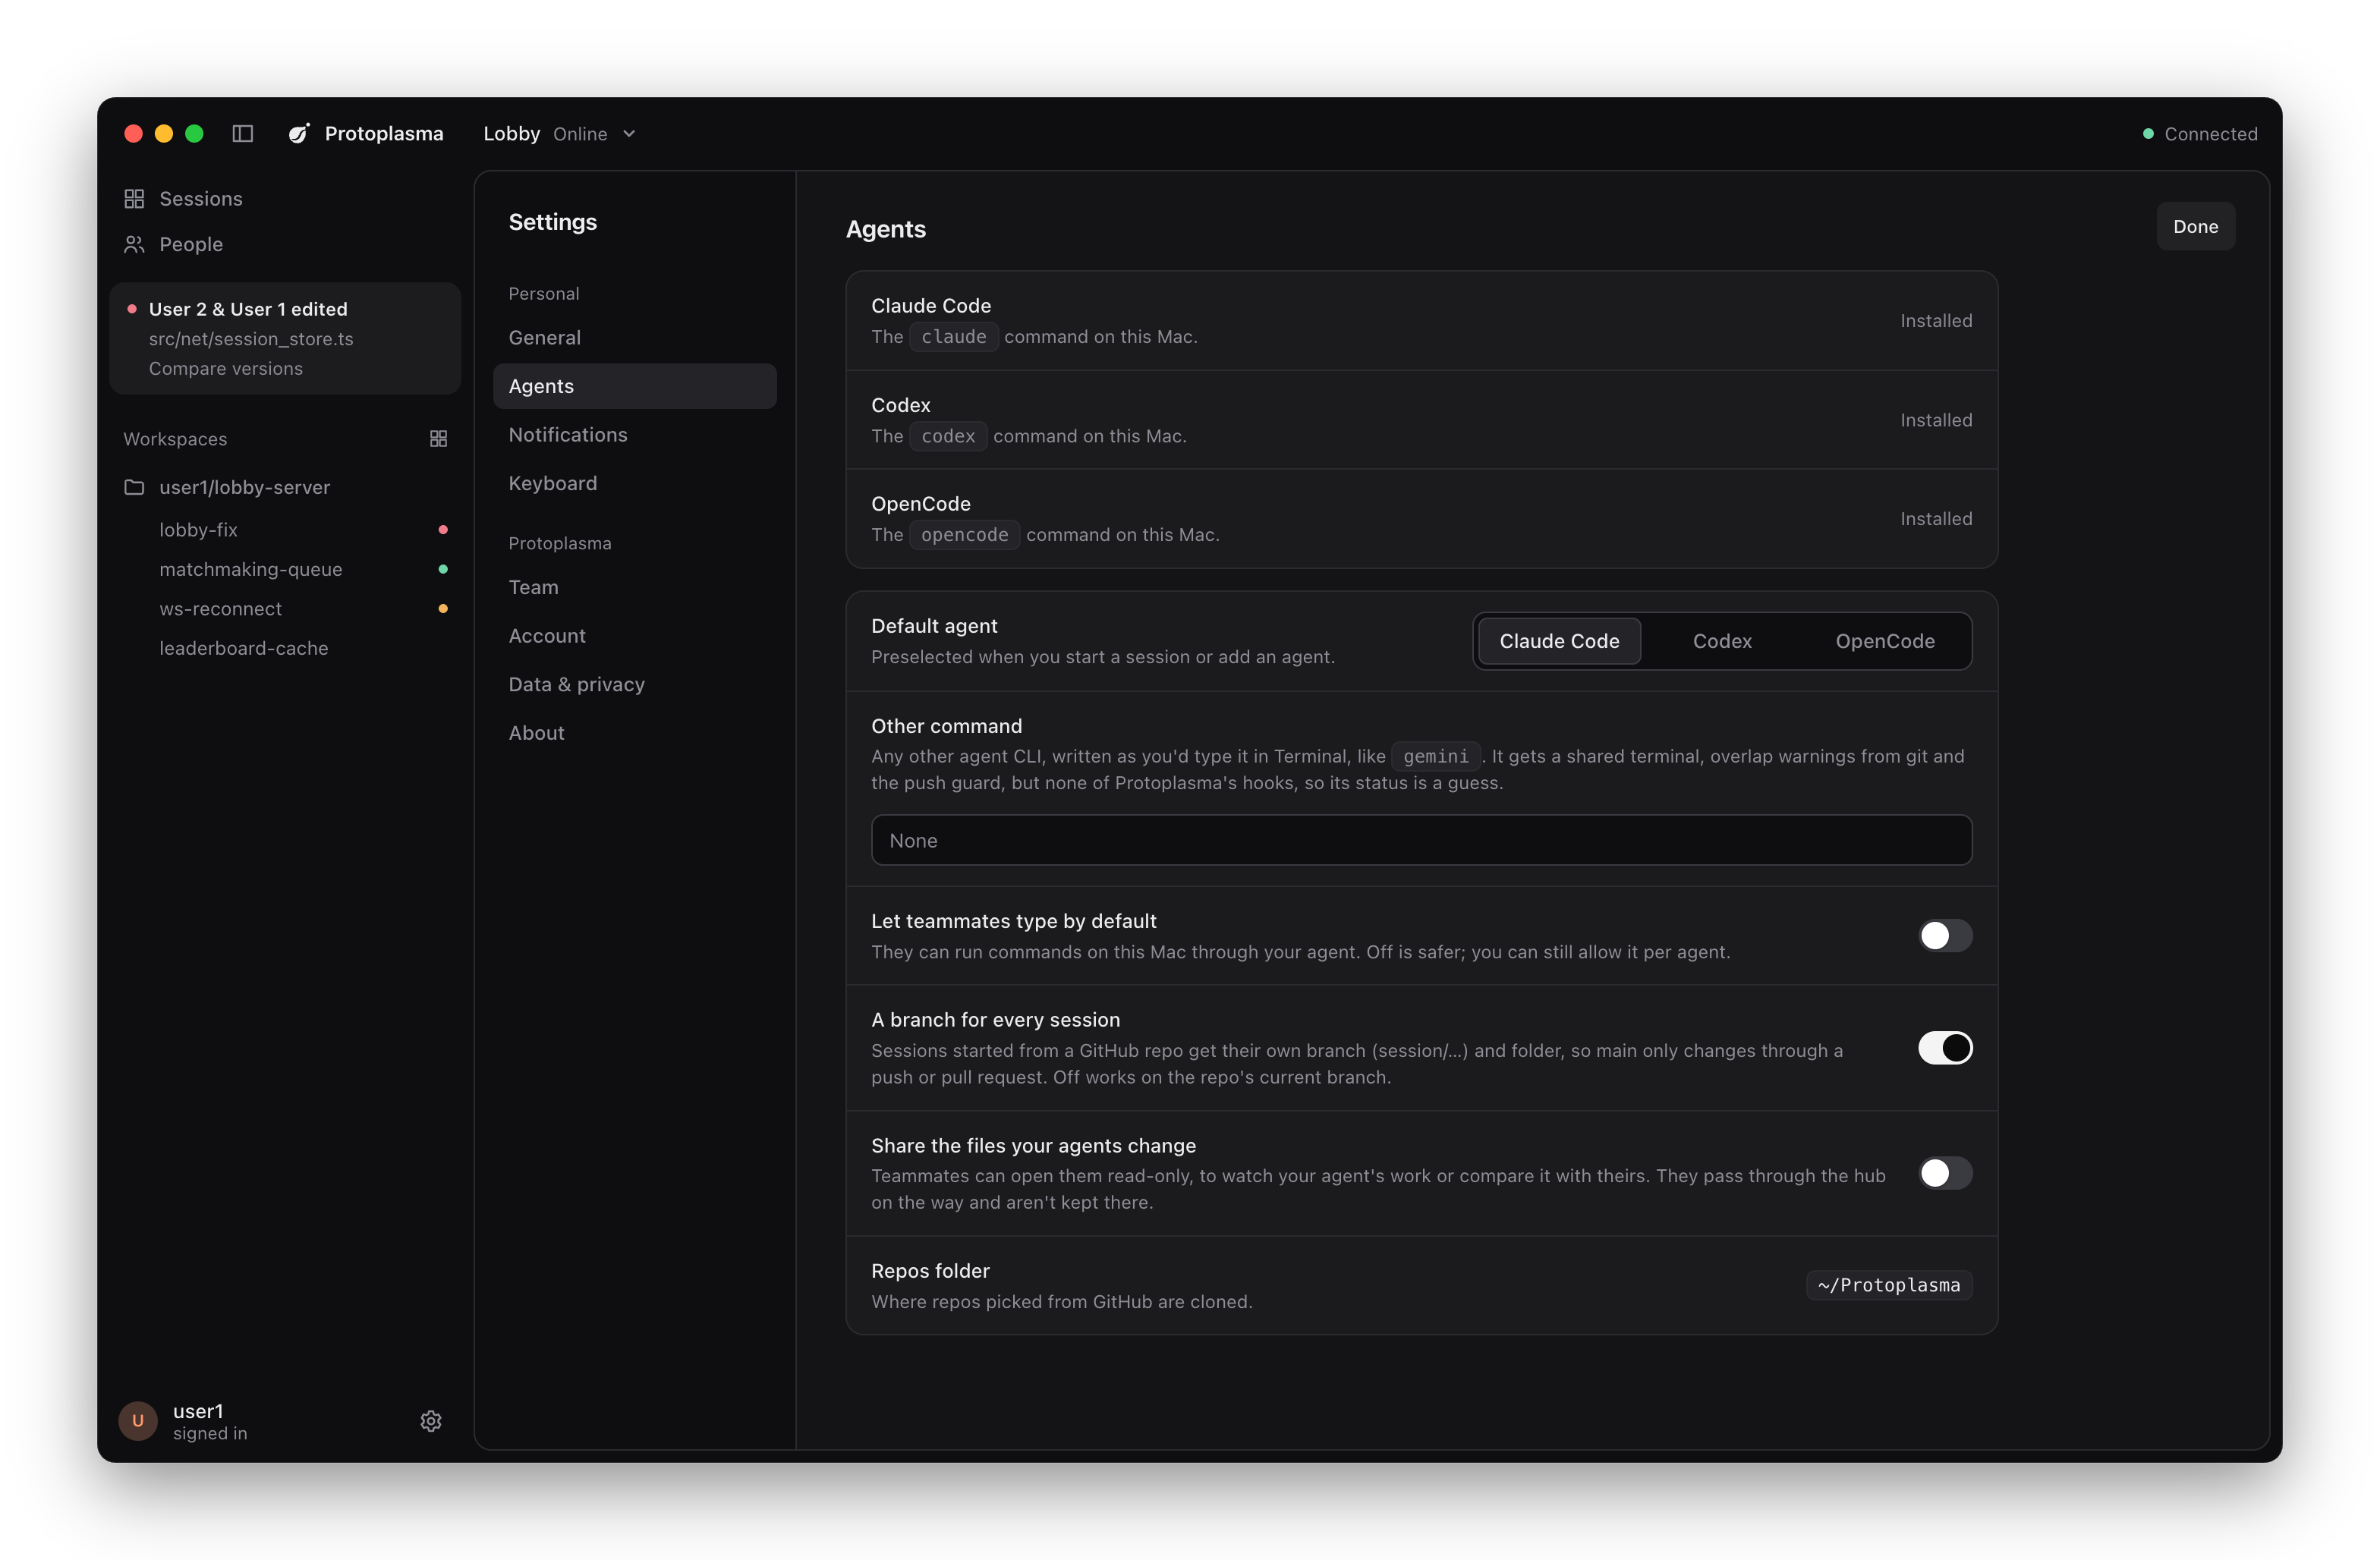 Protoplasma
Lobby Online
Connected
Sessions
People
User 2 & User 1 edited
src/net/session_store.ts
Compare versions
Workspaces
user1/lobby-server
lobby-fix
matchmaking-queue
ws-reconnect
leaderboard-cache
U
user1
signed in
Settings
Personal
General
Agents
Notifications
Keyboard
Protoplasma
Team
Account
Data & privacy
About
Agents
Done
Claude Code
The claude command on this Mac.
Installed
Codex
The codex command on this Mac.
Installed
OpenCode
The opencode command on this Mac.
Installed
Default agent
Preselected when you start a session or add an agent.
Claude Code Codex OpenCode
Other command
Any other agent CLI, written as you'd type it in Terminal, like gemini. It gets a shared terminal, overlap warnings from git and
the push guard, but none of Protoplasma's hooks, so its status is a guess.
None
Let teammates type by default
They can run commands on this Mac through your agent. Off is safer; you can still allow it per agent.
A branch for every session
Sessions started from a GitHub repo get their own branch (session/…) and folder, so main only changes through a
push or pull request. Off works on the repo's current branch.
Share the files your agents change
Teammates can open them read-only, to watch your agent's work or compare it with theirs. They pass through the hub
on the way and aren't kept there.
Repos folder
Where repos picked from GitHub are cloned.
~/Protoplasma